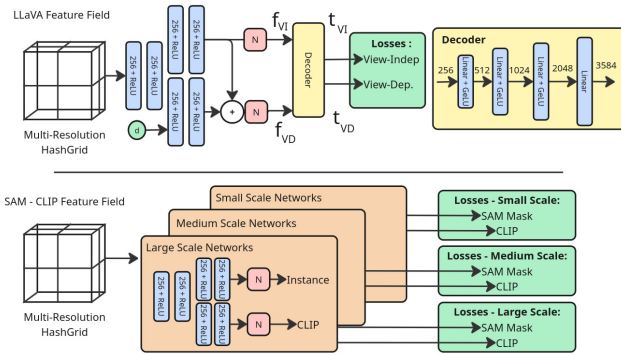 LLaVA Feature Field
Multi-Resolution
HashGrid
256 + ReLU
256 + ReLU
256 + ReLU
256 + ReLU
256 + ReLU
256 + ReLU
d
+
N
N
f_VI
f_VD
t_VI
t_VD
Decoder
Losses :
View-Indep
View-Dep.
Decoder
256
Linear + GeLU
512
Linear + GeLU
1024
Linear + GeLU
2048
Linear
3584
SAM - CLIP Feature Field
Multi-Resolution
HashGrid
Small Scale Networks
Medium Scale Networks
Large Scale Networks
256 + ReLU
256 + ReLU
256 + ReLU
256 + ReLU
256 + ReLU
256 + ReLU
N
Instance
N
CLIP
Losses - Small Scale:
SAM Mask
CLIP
Losses - Medium Scale:
SAM Mask
CLIP
Losses - Large Scale:
SAM Mask
CLIP